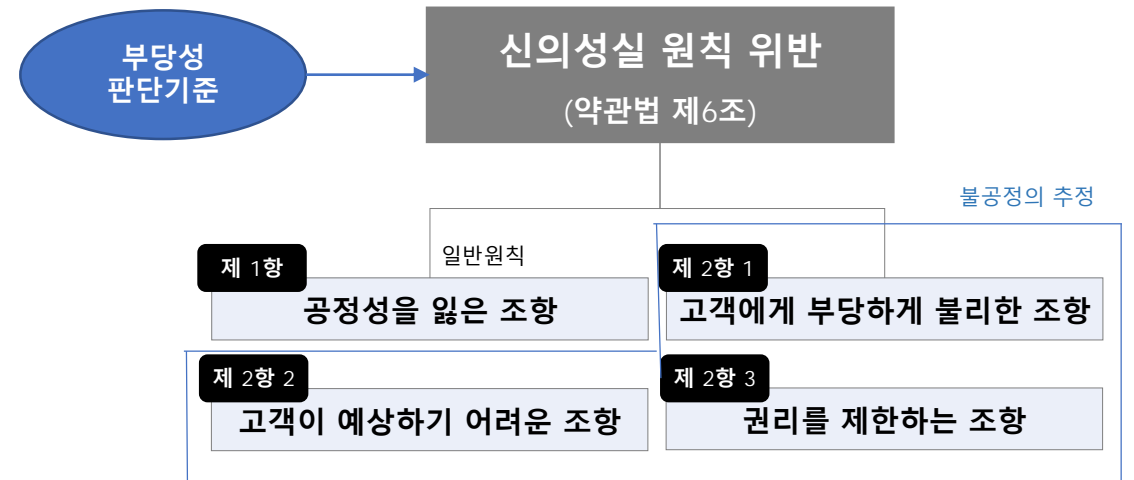 부당성
판단기준
신의성실 원칙 위반
(약관법 제6조)
불공정의 추정
일반원칙
제 1항
공정성을 잃은 조항
제 2항 1
고객에게 부당하게 불리한 조항
제 2항 2
고객이 예상하기 어려운 조항
제 2항 3
권리를 제한하는 조항